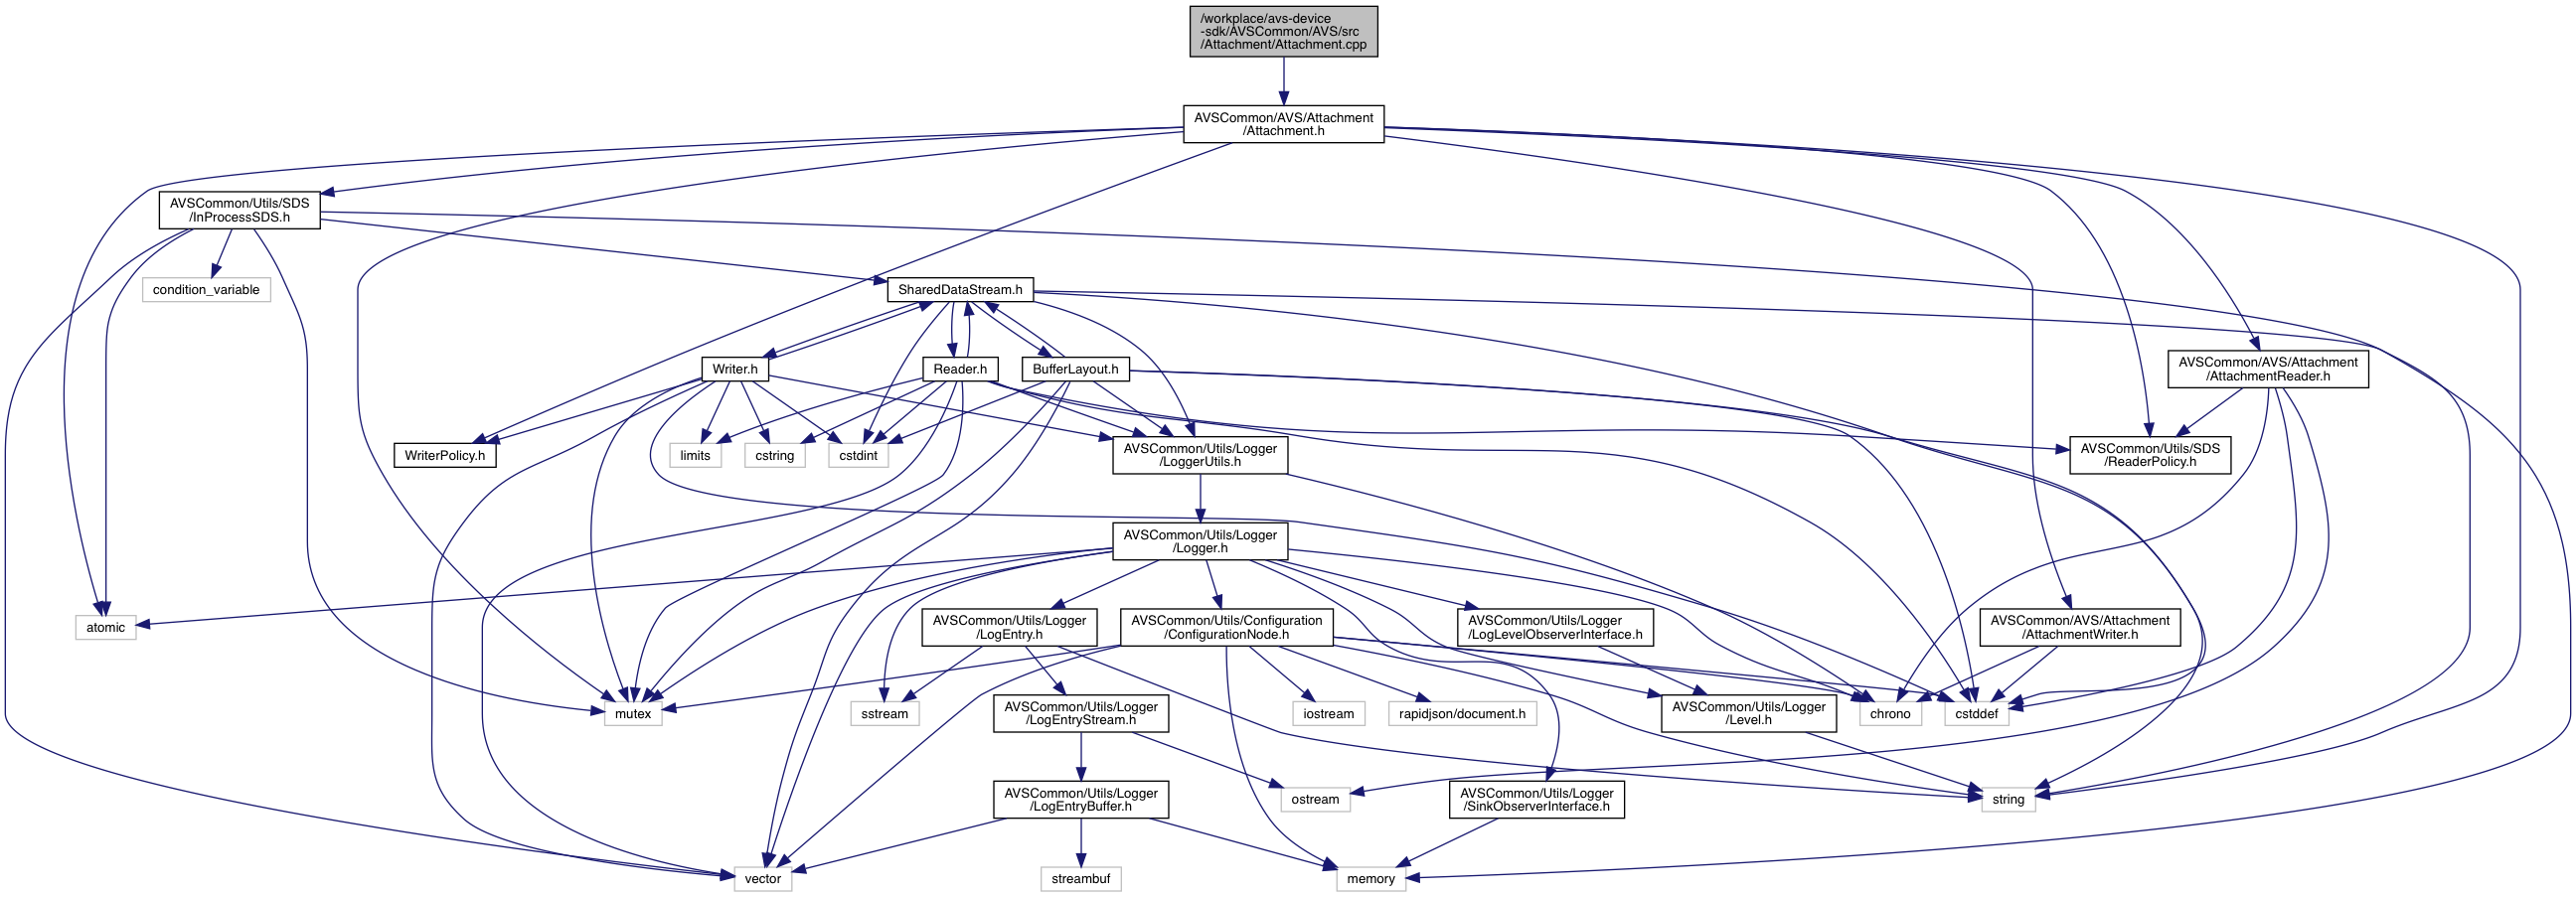 /workplace/avs-device
-sdk/AVSCommon/AVS/src
/Attachment/Attachment.cpp
AVSCommon/AVS/Attachment
/Attachment.h
AVSCommon/Utils/SDS
/InProcessSDS.h
condition_variable
SharedDataStream.h
Writer.h
Reader.h
BufferLayout.h
AVSCommon/AVS/Attachment
/AttachmentReader.h
WriterPolicy.h
limits
cstring
cstdint
AVSCommon/Utils/Logger
/LoggerUtils.h
AVSCommon/Utils/SDS
/ReaderPolicy.h
AVSCommon/Utils/Logger
/Logger.h
atomic
AVSCommon/Utils/Logger
/LogEntry.h
AVSCommon/Utils/Configuration
/ConfigurationNode.h
AVSCommon/Utils/Logger
/LogLevelObserverInterface.h
AVSCommon/AVS/Attachment
/AttachmentWriter.h
mutex
sstream
AVSCommon/Utils/Logger
/LogEntryStream.h
iostream
rapidjson/document.h
AVSCommon/Utils/Logger
/Level.h
chrono
cstddef
AVSCommon/Utils/Logger
/LogEntryBuffer.h
ostream
AVSCommon/Utils/Logger
/SinkObserverInterface.h
string
vector
streambuf
memory